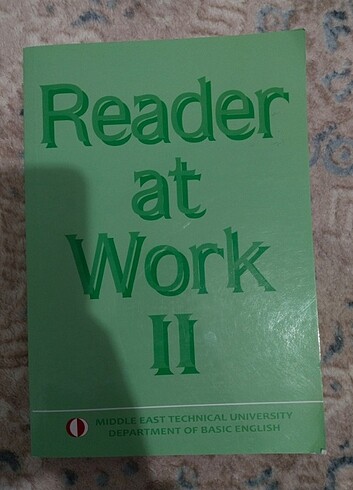 Reader
at
Work
II
MIDDLE EAST TECHNICAL UNIVERSITY
DEPARTMENT OF BASIC ENGLISH